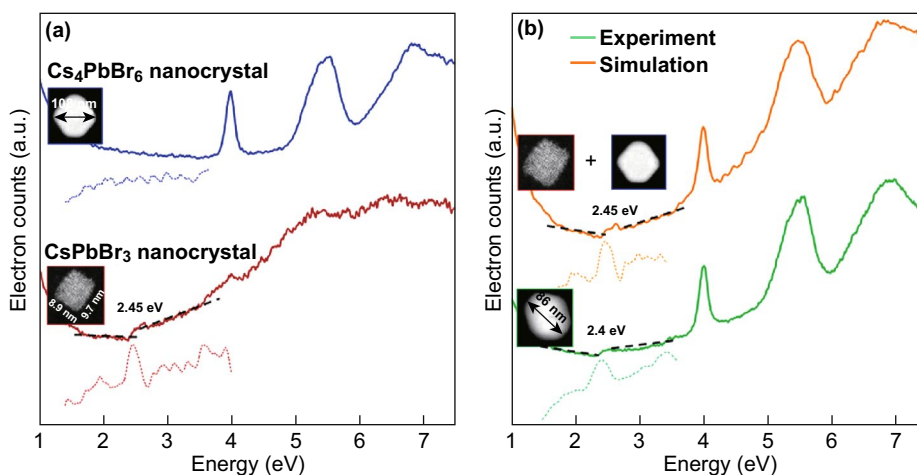 (a)
Cs₄PbBr₆ nanocrystal
CsPbBr₃ nanocrystal
8.9 nm
9.7 nm
2.45 eV
Electron counts (a.u.)
1 2 3 4 5 6 7
Energy (eV)
(b)
Experiment
Simulation
+
2.45 eV
86 nm
2.4 eV
Electron counts (a.u.)
1 2 3 4 5 6 7
Energy (eV)